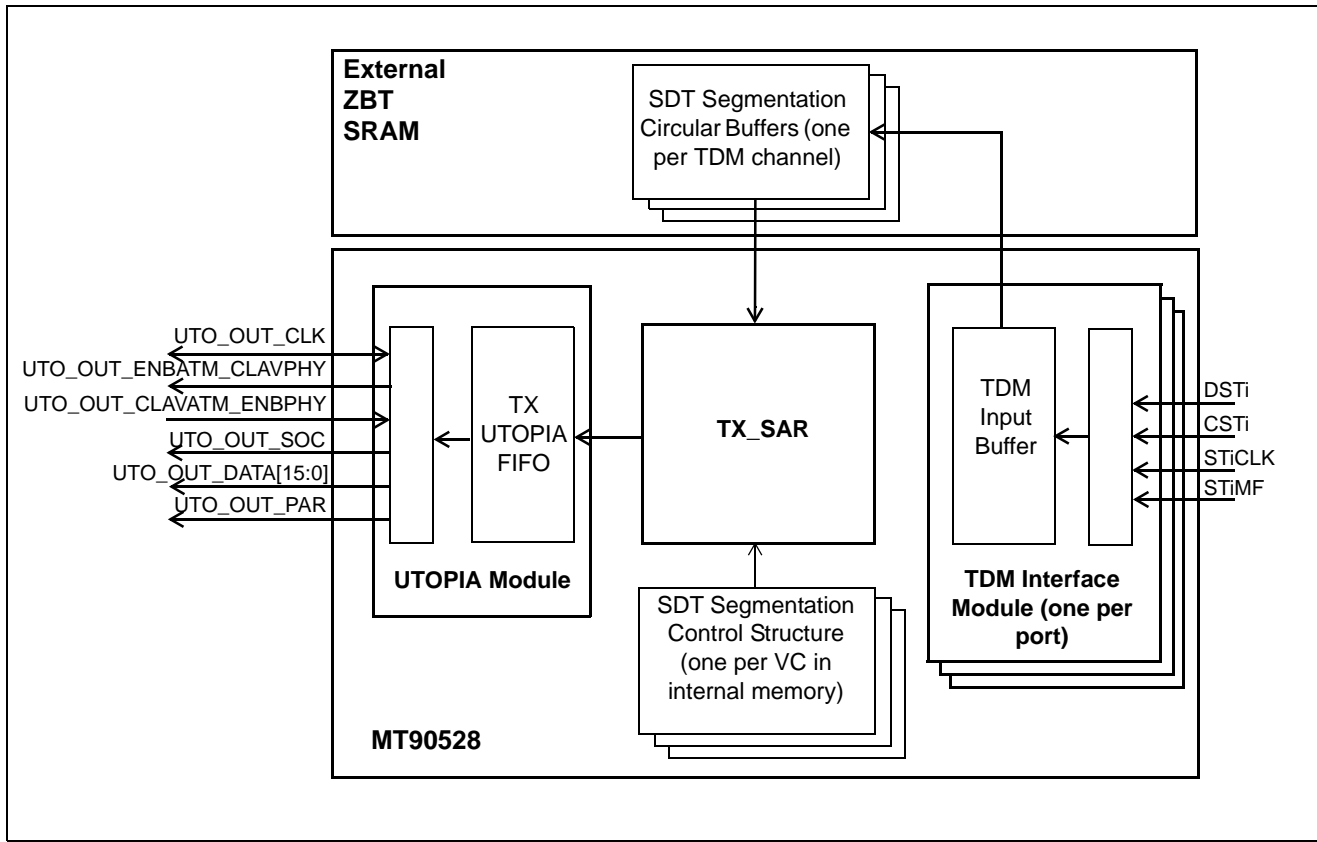 External
ZBT
SRAM
SDT Segmentation
Circular Buffers (one
per TDM channel)
UTO_OUT_CLK
UTO_OUT_ENBATM_CLAVPHY
UTO_OUT_CLAVATM_ENBPHY
UTO_OUT_SOC
UTO_OUT_DATA[15:0]
UTO_OUT_PAR
TX
UTOPIA
FIFO
UTOPIA Module
TX_SAR
TDM
Input
Buffer
TDM Interface
Module (one per
port)
DSTi
CSTi
STiCLK
STiMF
SDT Segmentation
Control Structure
(one per VC in
internal memory)
MT90528